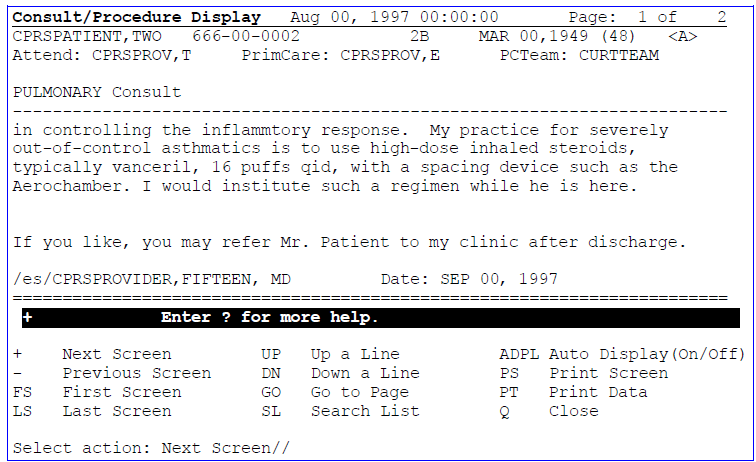 Consult/Procedure Display   Aug 00, 1997 00:00:00       Page:  1 of    2
CPRSPATIENT,TWO   666-00-0002           2B     MAR 00,1949 (48)   <A>
Attend: CPRSPROV,T     PrimCare: CPRSPROV,E      PCTeam: CURTTEAM
PULMONARY Consult
------------------------------------------------------------------------
in controlling the inflammtory response.  My practice for severely
out-of-control asthmatics is to use high-dose inhaled steroids,
typically vanceril, 16 puffs qid, with a spacing device such as the
Aerochamber. I would institute such a regimen while he is here.
If you like, you may refer Mr. Patient to my clinic after discharge.
/es/CPRSPROVIDER,FIFTEEN, MD         Date: SEP 00, 1997
========================================================================
+             Enter ? for more help.
+    Next Screen         UP   Up a Line          ADPL Auto Display(On/Off)
-    Previous Screen     DN   Down a Line        PS   Print Screen
FS   First Screen        GO   Go to Page         PT   Print Data
LS   Last Screen         SL   Search List        Q    Close
Select action: Next Screen//